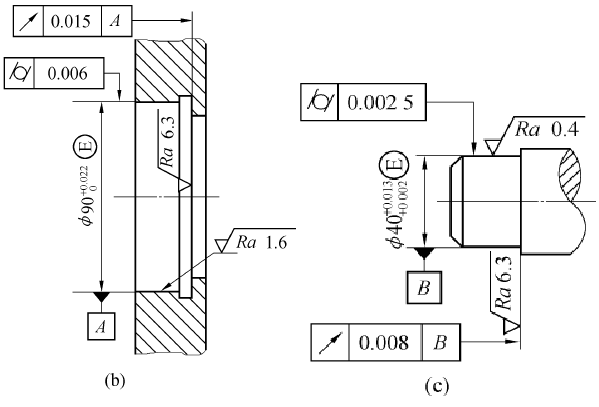 0.015 A
0.006
Ra 6.3
ϕ90 +0.022 0 Ⓔ
Ra 1.6
A
(b)
0.002 5
Ra 0.4
ϕ40 +0.013 +0.002 Ⓔ
B
Ra 6.3
0.008 B
(c)